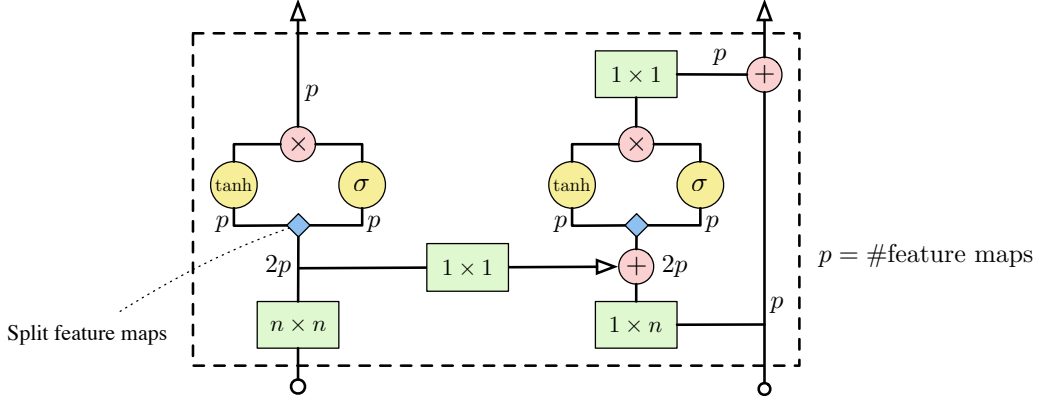 p
1 × 1
p
+
×
×
tanh
σ
tanh
σ
p
p
p
p
2p
1 × 1
+
2p
p = #feature maps
n × n
1 × n
p
Split feature maps